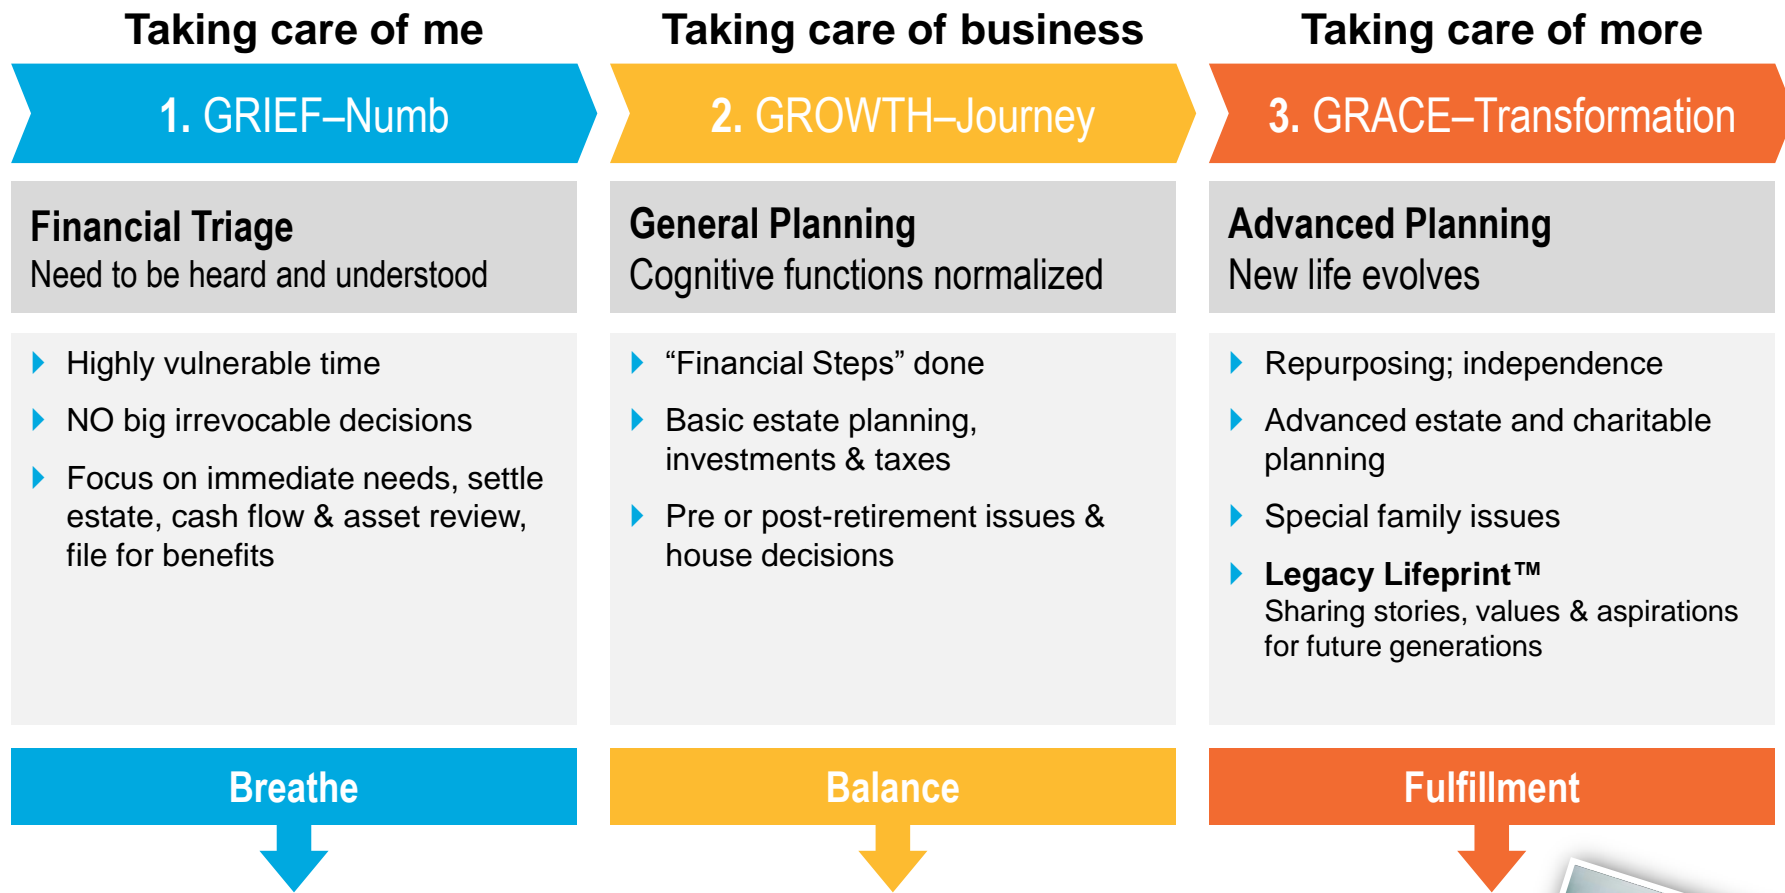 Taking care of me
1. GRIEF–Numb
Financial Triage
Need to be heard and understood
Highly vulnerable time
NO big irrevocable decisions
Focus on immediate needs, settle
estate, cash flow & asset review,
file for benefits
Breathe
Taking care of business
2. GROWTH–Journey
General Planning
Cognitive functions normalized
“Financial Steps” done
Basic estate planning,
investments & taxes
Pre or post-retirement issues &
house decisions
Balance
Taking care of more
3. GRACE–Transformation
Advanced Planning
New life evolves
Repurposing; independence
Advanced estate and charitable
planning
Special family issues
Legacy Lifeprint™
Sharing stories, values & aspirations
for future generations
Fulfillment